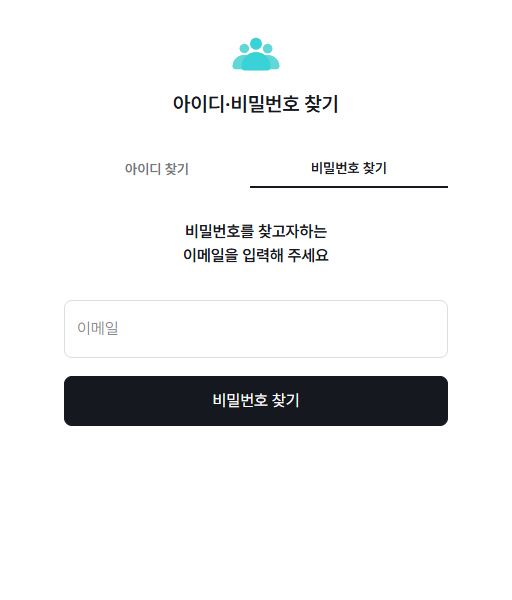 아이디·비밀번호 찾기
아이디 찾기
비밀번호 찾기
비밀번호를 찾고자하는
이메일을 입력해 주세요
이메일
비밀번호 찾기